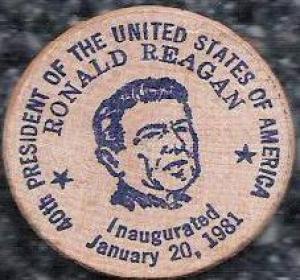 40th PRESIDENT OF THE UNITED STATES OF AMERICA
RONALD REAGAN
Inaugurated
January 20, 1981